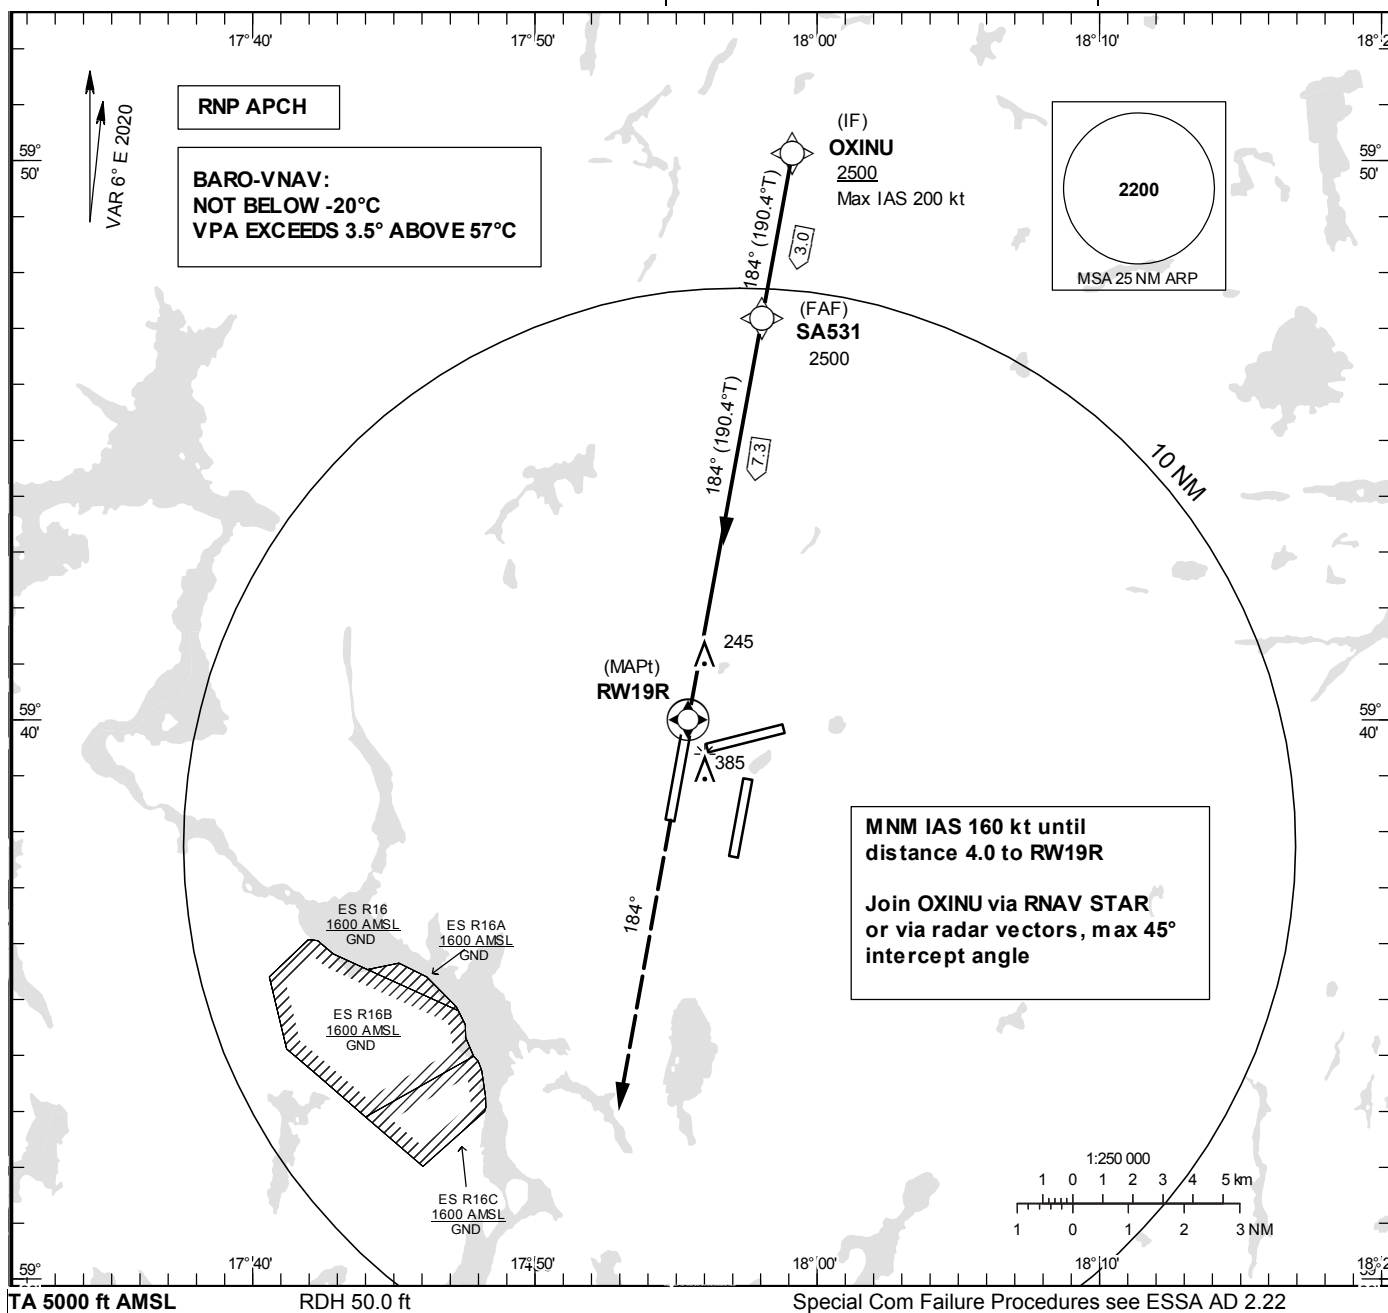 17°40'
17°50'
18°00'
18°10'
VAR 6° E 2020
RNP APCH
BARO-VNAV:
NOT BELOW -20°C
VPA EXCEEDS 3.5° ABOVE 57°C
(IF)
OXINU
2500
Max IAS 200 kt
2200
MSA 25 NM ARP
59°
50'
59°
50'
184° (190.4°T)
3.0
(FAF)
SA531
2500
184° (190.4°T)
7.3
10 NM
245
(MAPt)
RW19R
59°
40'
59°
40'
385
MNM IAS 160 kt until
distance 4.0 to RW19R
Join OXINU via RNAV STAR
or via radar vectors, max 45°
intercept angle
184°
ES R16
1600 AMSL
GND
ES R16A
1600 AMSL
GND
ES R16B
1600 AMSL
GND
ES R16C
1600 AMSL
GND
1:250 000
1 0 1 2 3 4 5 km
1 0 1 2 3 NM
59°
59°
17°40'
17°50'
18°00'
18°10'
TA 5000 ft AMSL
RDH 50.0 ft
Special Com Failure Procedures see ESSA AD 2.22